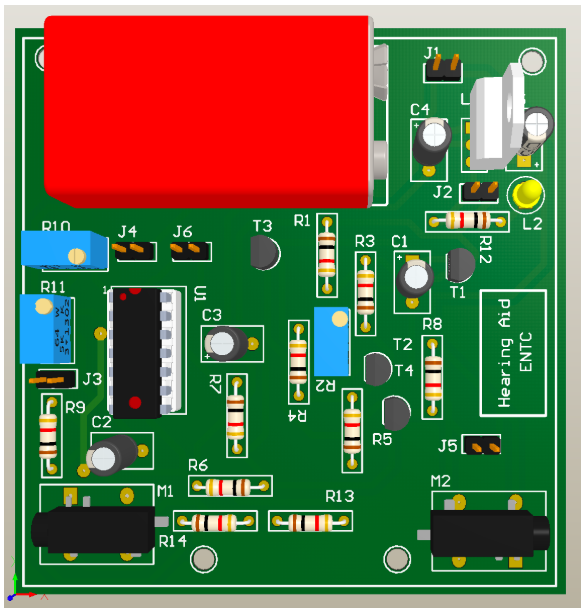 J1
C4
L
J2
L2
R10
J4
J6
T3
R1
R3
C1
R12
T1
R11
1
U1
C3
R2
T2
T4
R8
Hearing Aid
ENTC
J3
R7
R4
R9
C2
R5
J5
R6
M1
R13
M2
R14
X